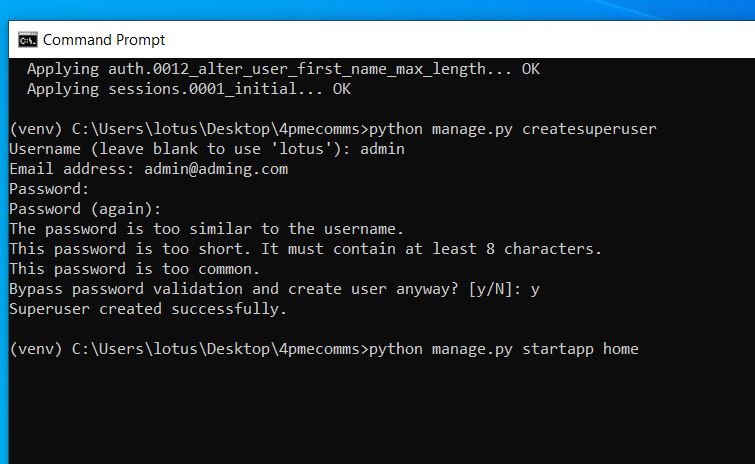 Command Prompt
Applying auth.0012_alter_user_first_name_max_length... OK
Applying sessions.0001_initial... OK
(venv) C:\Users\lotus\Desktop\4pmecomms>python manage.py createsuperuser
Username (leave blank to use 'lotus'): admin
Email address: admin@adming.com
Password:
Password (again):
The password is too similar to the username.
This password is too short. It must contain at least 8 characters.
This password is too common.
Bypass password validation and create user anyway? [y/N]: y
Superuser created successfully.
(venv) C:\Users\lotus\Desktop\4pmecomms>python manage.py startapp home